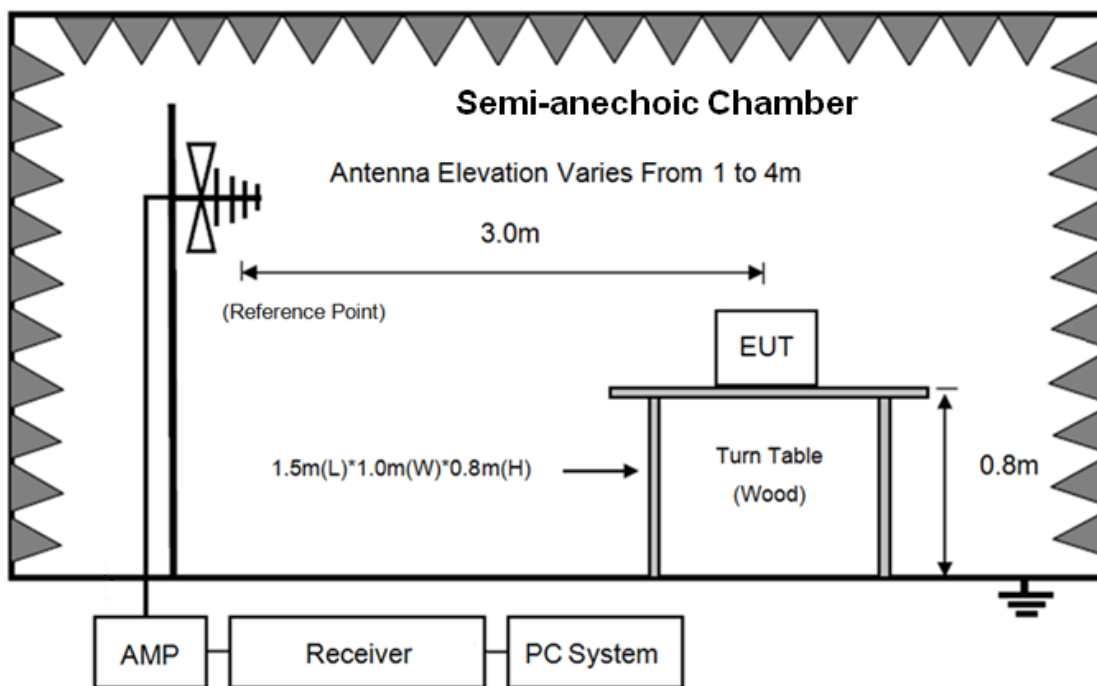 Semi-anechoic Chamber
Antenna Elevation Varies From 1 to 4m
3.0m
(Reference Point)
EUT
1.5m(L)*1.0m(W)*0.8m(H)
Turn Table
(Wood)
0.8m
AMP
Receiver
PC System